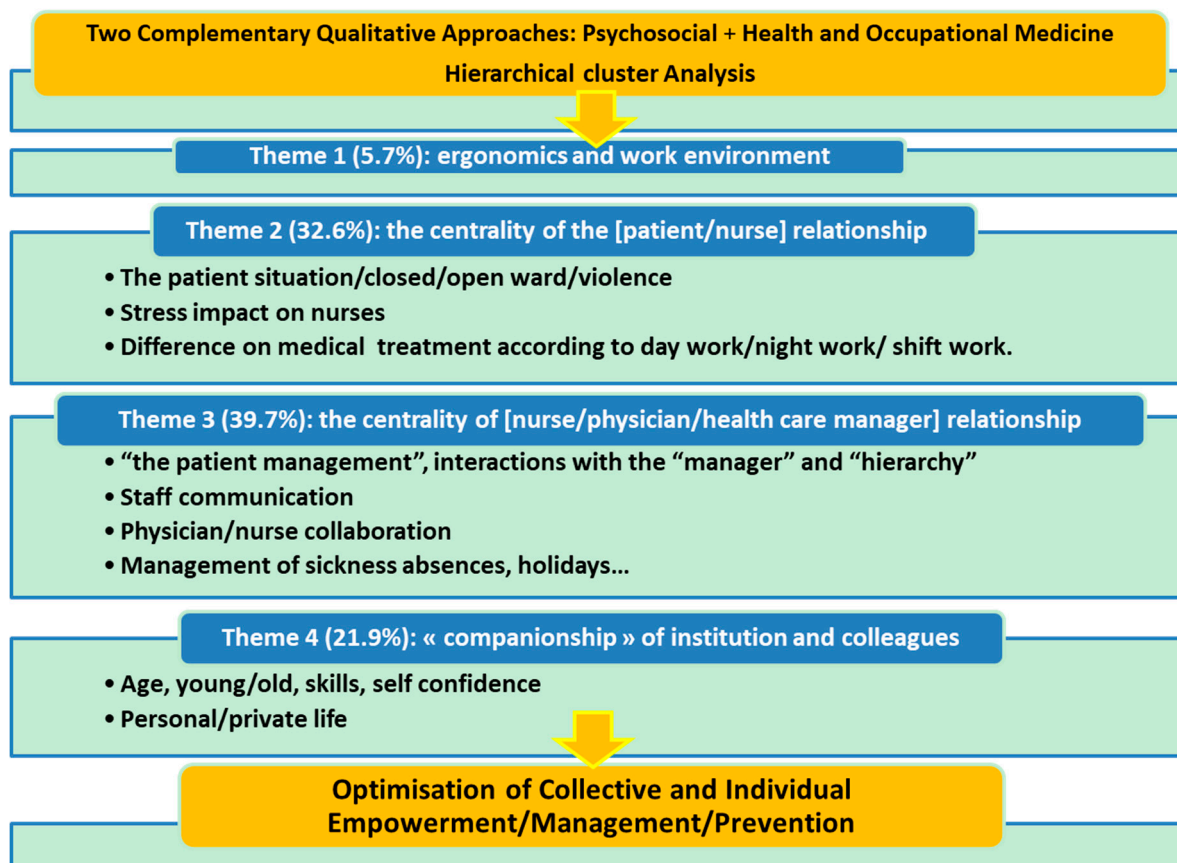 Two Complementary Qualitative Approaches: Psychosocial + Health and Occupational Medicine
Hierarchical cluster Analysis
Theme 1 (5.7%): ergonomics and work environment
Theme 2 (32.6%): the centrality of the [patient/nurse] relationship
• The patient situation/closed/open ward/violence
• Stress impact on nurses
• Difference on medical treatment according to day work/night work/ shift work.
Theme 3 (39.7%): the centrality of [nurse/physician/health care manager] relationship
• “the patient management”, interactions with the “manager” and “hierarchy”
• Staff communication
• Physician/nurse collaboration
• Management of sickness absences, holidays…
Theme 4 (21.9%): « companionship » of institution and colleagues
• Age, young/old, skills, self confidence
• Personal/private life
Optimisation of Collective and Individual
Empowerment/Management/Prevention